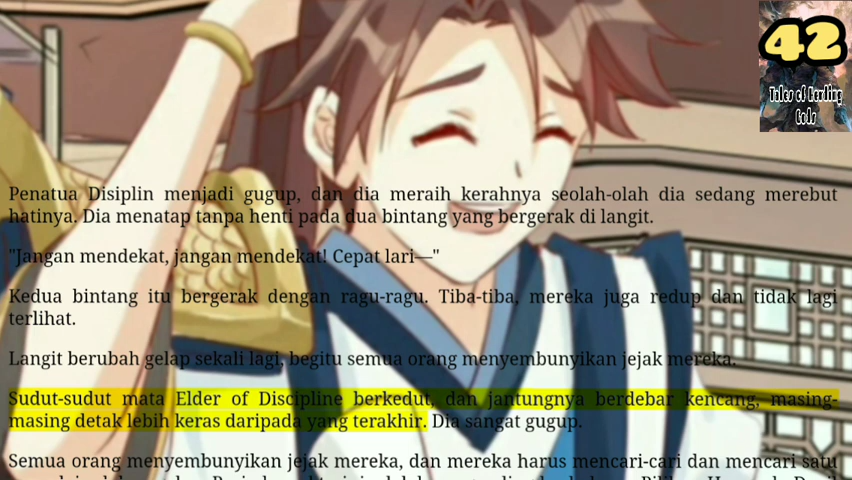 42
Tales of Herding
Gods
Penatua Disiplin menjadi gugup, dan dia meraih kerahnya seolah-olah dia sedang merebut
hatinya. Dia menatap tanpa henti pada dua bintang yang bergerak di langit.
"Jangan mendekat, jangan mendekat! Cepat lari—"
Kedua bintang itu bergerak dengan ragu-ragu. Tiba-tiba, mereka juga redup dan tidak lagi
terlihat.
Langit berubah gelap sekali lagi, begitu semua orang menyembunyikan jejak mereka.
Sudut-sudut mata Elder of Discipline berkedut, dan jantungnya berdebar kencang, masing-
masing detak lebih keras daripada yang terakhir. Dia sangat gugup.
Semua orang menyembunyikan jejak mereka, dan mereka harus mencari-cari dan mencari satu